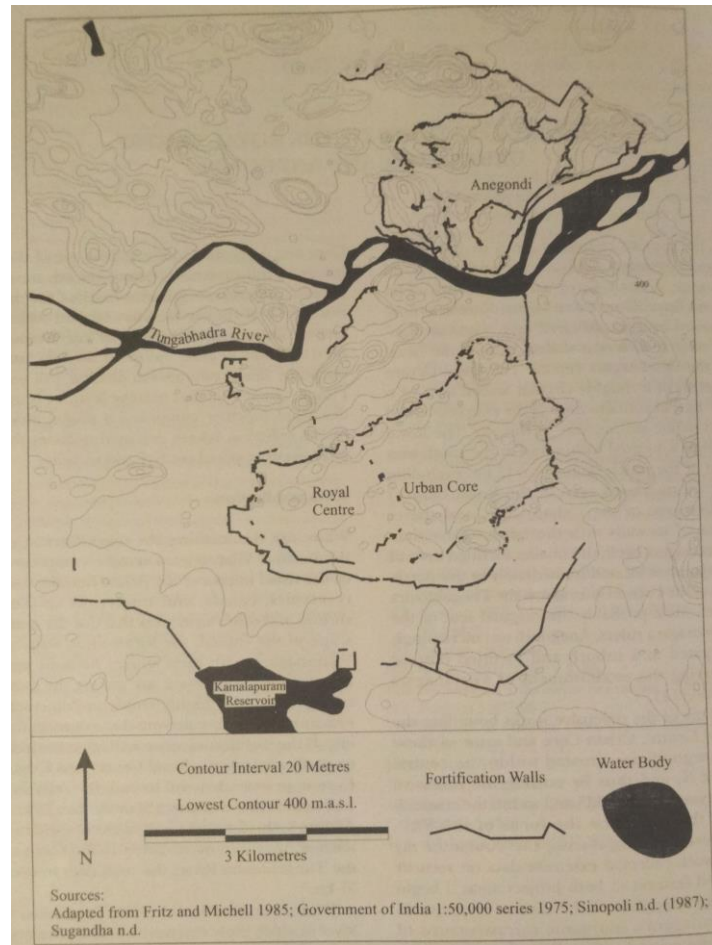 Anegondi
400
Tungabhadra River
Royal
Centre
Urban Core
Kamalapuram
Reservoir
Contour Interval 20 Metres
Lowest Contour 400 m.a.s.l.
3 Kilometres
N
Fortification Walls
Water Body
Sources:
Adapted from Fritz and Michell 1985; Government of India 1:50,000 series 1975; Sinopoli n.d. (1987);
Sugandha n.d.